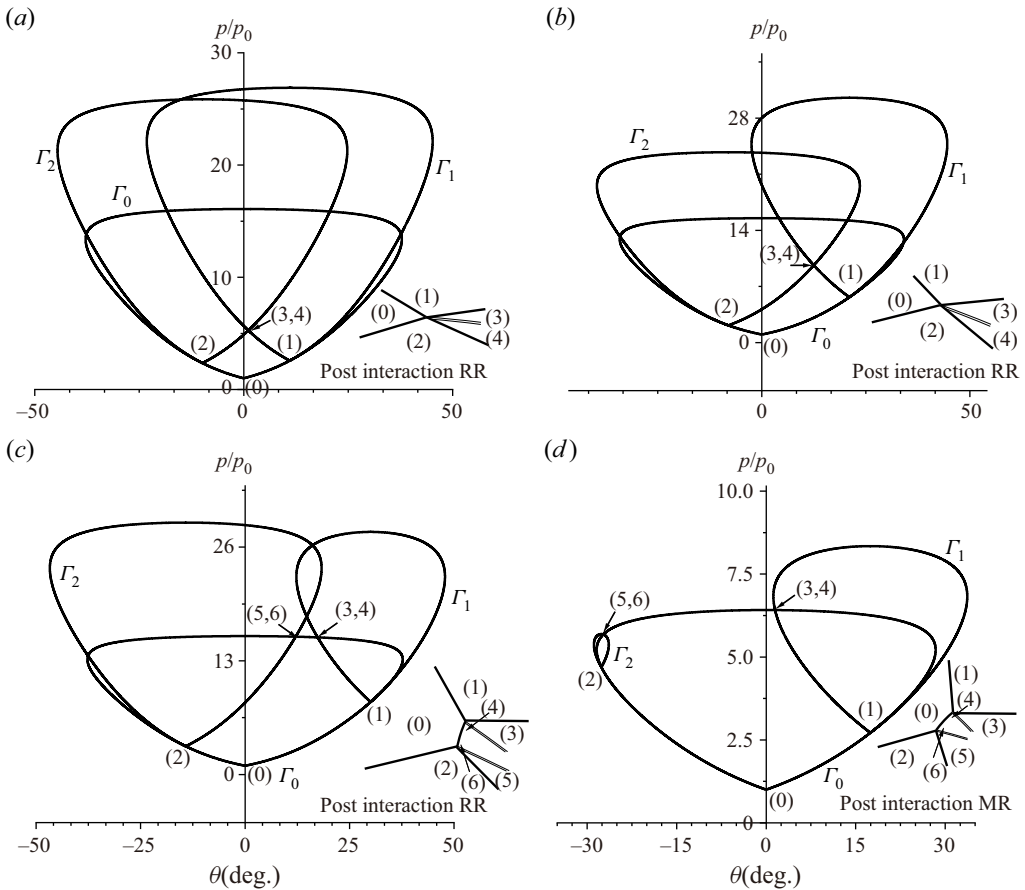 (a)
p/p0
30
20
10
0
Γ2
Γ0
Γ1
(3,4)
(2)
(1)
(0)
(1)
(0)
(3)
(2)
(4)
Post interaction RR
–50
0
50
(b)
p/p0
28
14
0
Γ2
Γ1
(3,4)
(1)
(2)
(0)
Γ0
(1)
(0)
(3)
(2)
(4)
Post interaction RR
0
50
(c)
p/p0
26
13
0
Γ2
Γ1
(5,6)
(3,4)
(1)
(2)
(0)
Γ0
(1)
(4)
(0)
(3)
(2)
(6)
(5)
Post interaction RR
–50
–25
0
25
50
θ(deg.)
(d)
p/p0
10.0
7.5
5.0
2.5
0
Γ1
(3,4)
(5,6)
Γ2
(2)
(1)
Γ0
(0)
(1)
(4)
(0)
(3)
(2)
(5)
(6)
Post interaction MR
–30
–15
0
15
30
θ(deg.)